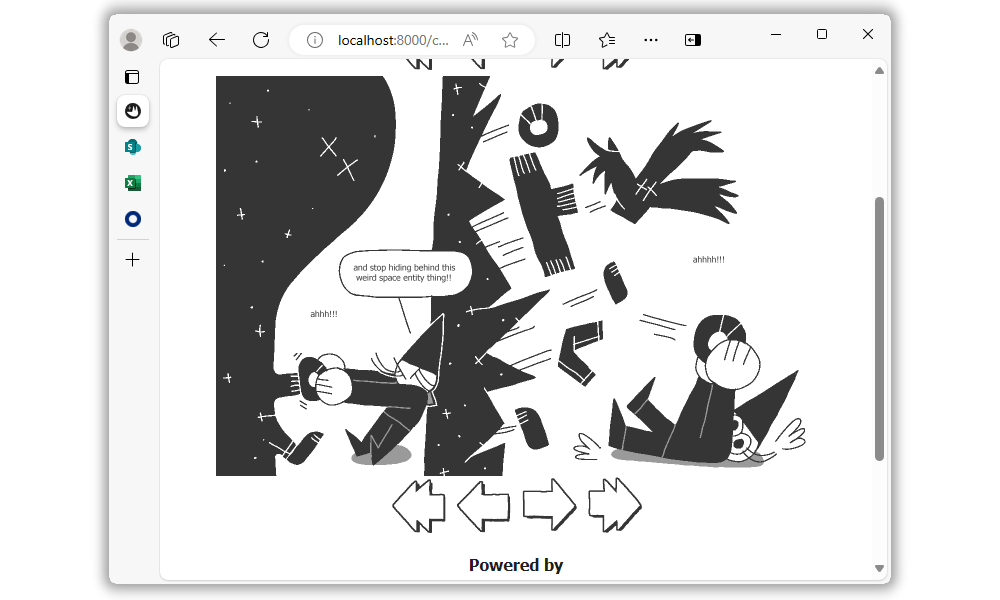 localhost:8000/c...
and stop hiding behind this
weird space entity thing!!
ahhhh!!!
ahhh!!!
Powered by